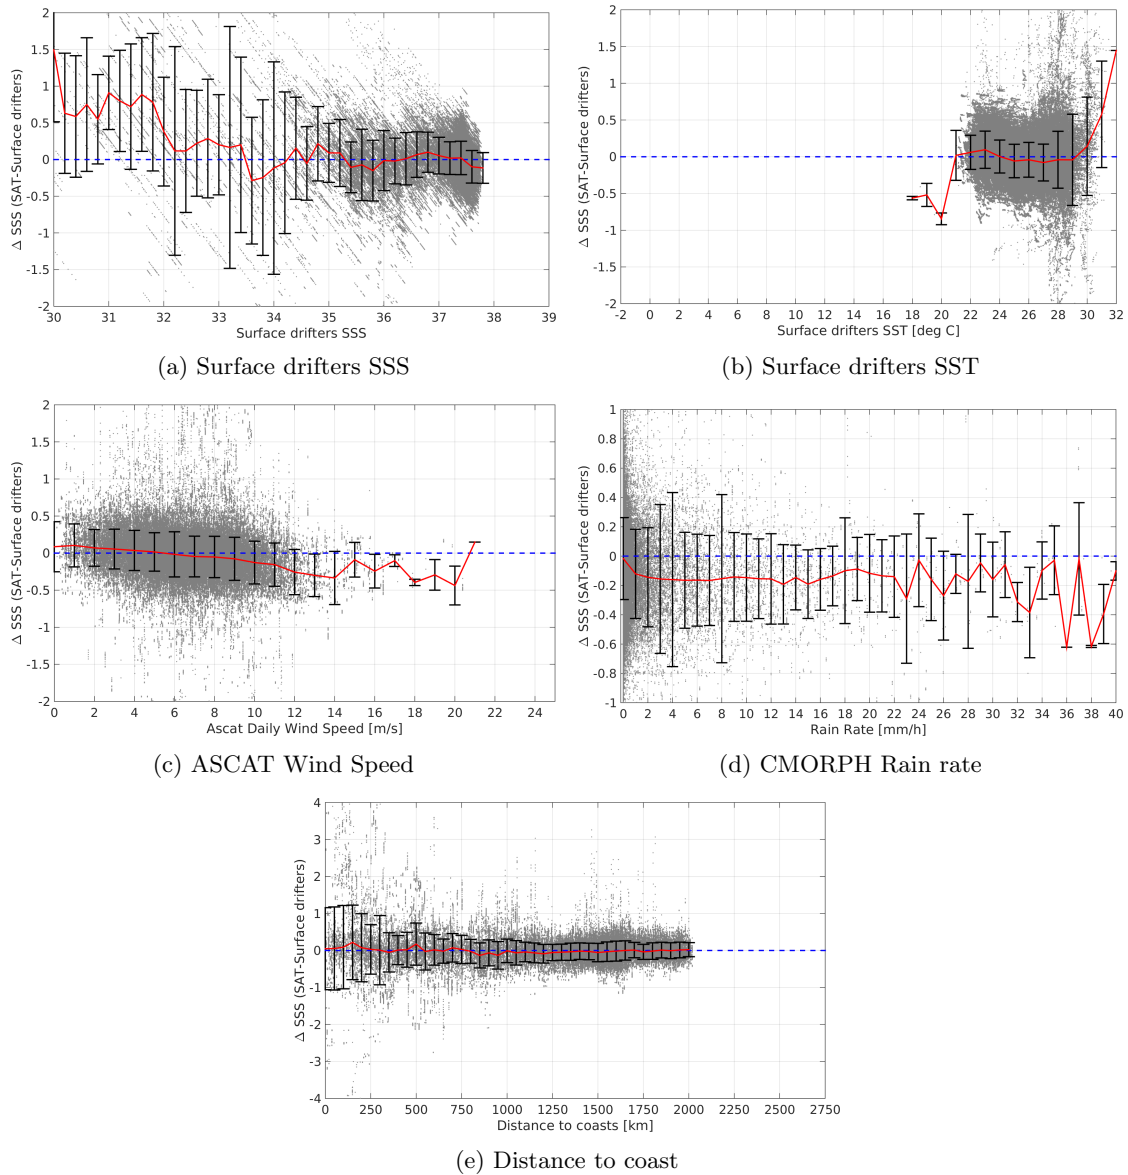 2
1.5
1
0.5
0
-0.5
-1
-1.5
-2
Δ SSS (SAT-Surface drifters)
30 31 32 33 34 35 36 37 38 39
Surface drifters SSS
(a) Surface drifters SSS
2
1.5
1
0.5
0
-0.5
-1
-1.5
-2
Δ SSS (SAT-Surface drifters)
-2 0 2 4 6 8 10 12 14 16 18 20 22 24 26 28 30 32
Surface drifters SST [deg C]
(b) Surface drifters SST
2
1.5
1
0.5
0
-0.5
-1
-1.5
-2
Δ SSS (SAT-Surface drifters)
0 2 4 6 8 10 12 14 16 18 20 22 24
Ascat Daily Wind Speed [m/s]
(c) ASCAT Wind Speed
1
0.8
0.6
0.4
0.2
0
-0.2
-0.4
-0.6
-0.8
-1
Δ SSS (SAT-Surface drifters)
0 2 4 6 8 10 12 14 16 18 20 22 24 26 28 30 32 34 36 38 40
Rain Rate [mm/h]
(d) CMORPH Rain rate
4
3
2
1
0
-1
-2
-3
-4
Δ SSS (SAT-Surface drifters)
0 250 500 750 1000 1250 1500 1750 2000 2250 2500 2750
Distance to coasts [km]
(e) Distance to coast